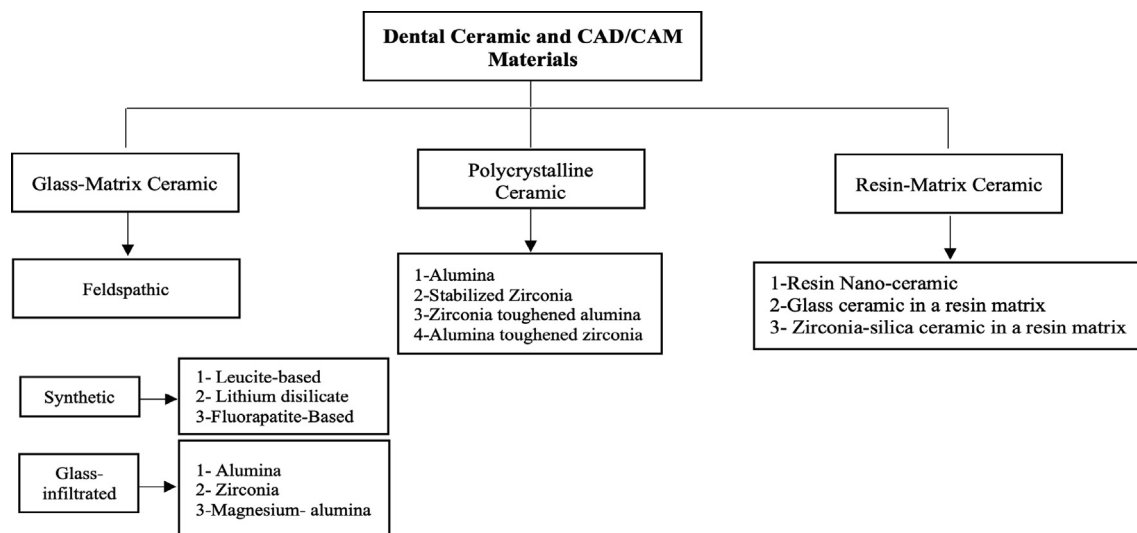 Dental Ceramic and CAD/CAM
Materials
Glass-Matrix Ceramic
Polycrystalline
Ceramic
Resin-Matrix Ceramic
Feldspathic
1-Alumina
2-Stabilized Zirconia
3-Zirconia toughened alumina
4-Alumina toughened zirconia
1-Resin Nano-ceramic
2-Glass ceramic in a resin matrix
3- Zirconia-silica ceramic in a resin matrix
Synthetic
1- Leucite-based
2- Lithium disilicate
3-Fluorapatite-Based
Glass-
infiltrated
1- Alumina
2- Zirconia
3-Magnesium- alumina